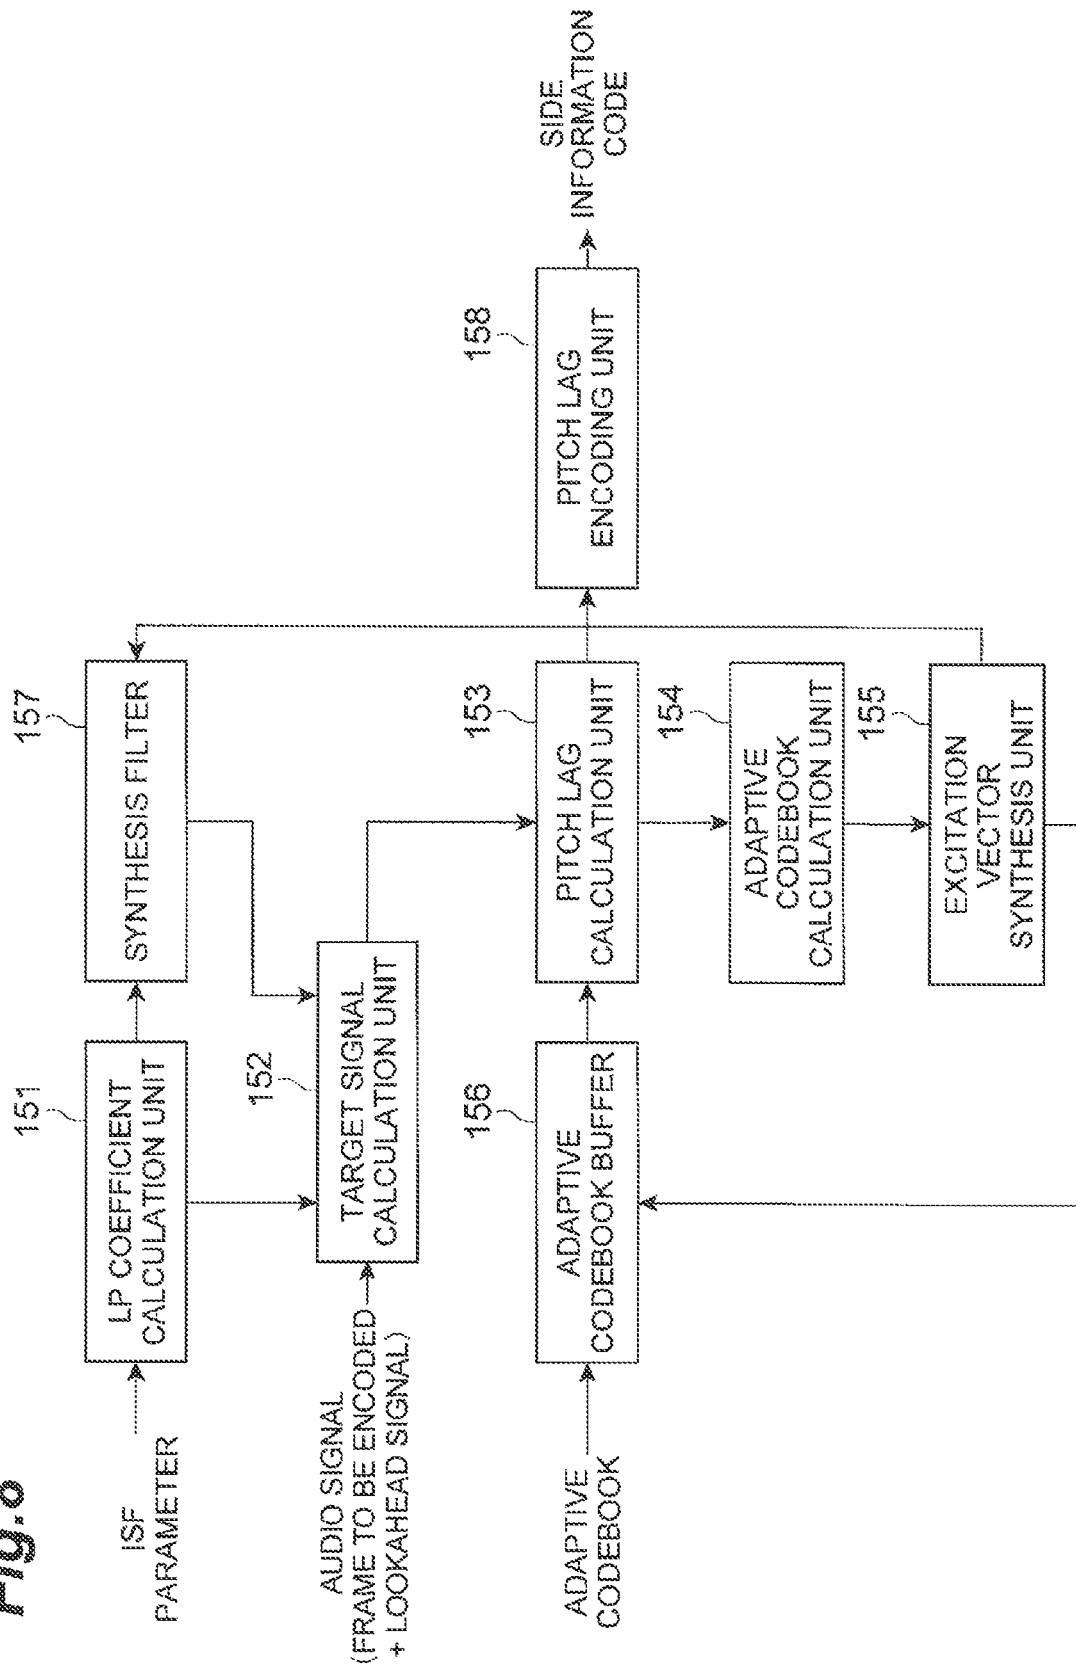 ISF
PARAMETER
151
LP COEFFICIENT
CALCULATION UNIT
157
SYNTHESIS FILTER
AUDIO SIGNAL
(FRAME TO BE ENCODED
+ LOOKAHEAD SIGNAL)
152
TARGET SIGNAL
CALCULATION UNIT
ADAPTIVE
CODEBOOK
156
ADAPTIVE
CODEBOOK BUFFER
153
PITCH LAG
CALCULATION UNIT
158
PITCH LAG
ENCODING UNIT
SIDE
INFORMATION
CODE
154
ADAPTIVE
CODEBOOK
CALCULATION UNIT
155
EXCITATION
VECTOR
SYNTHESIS UNIT